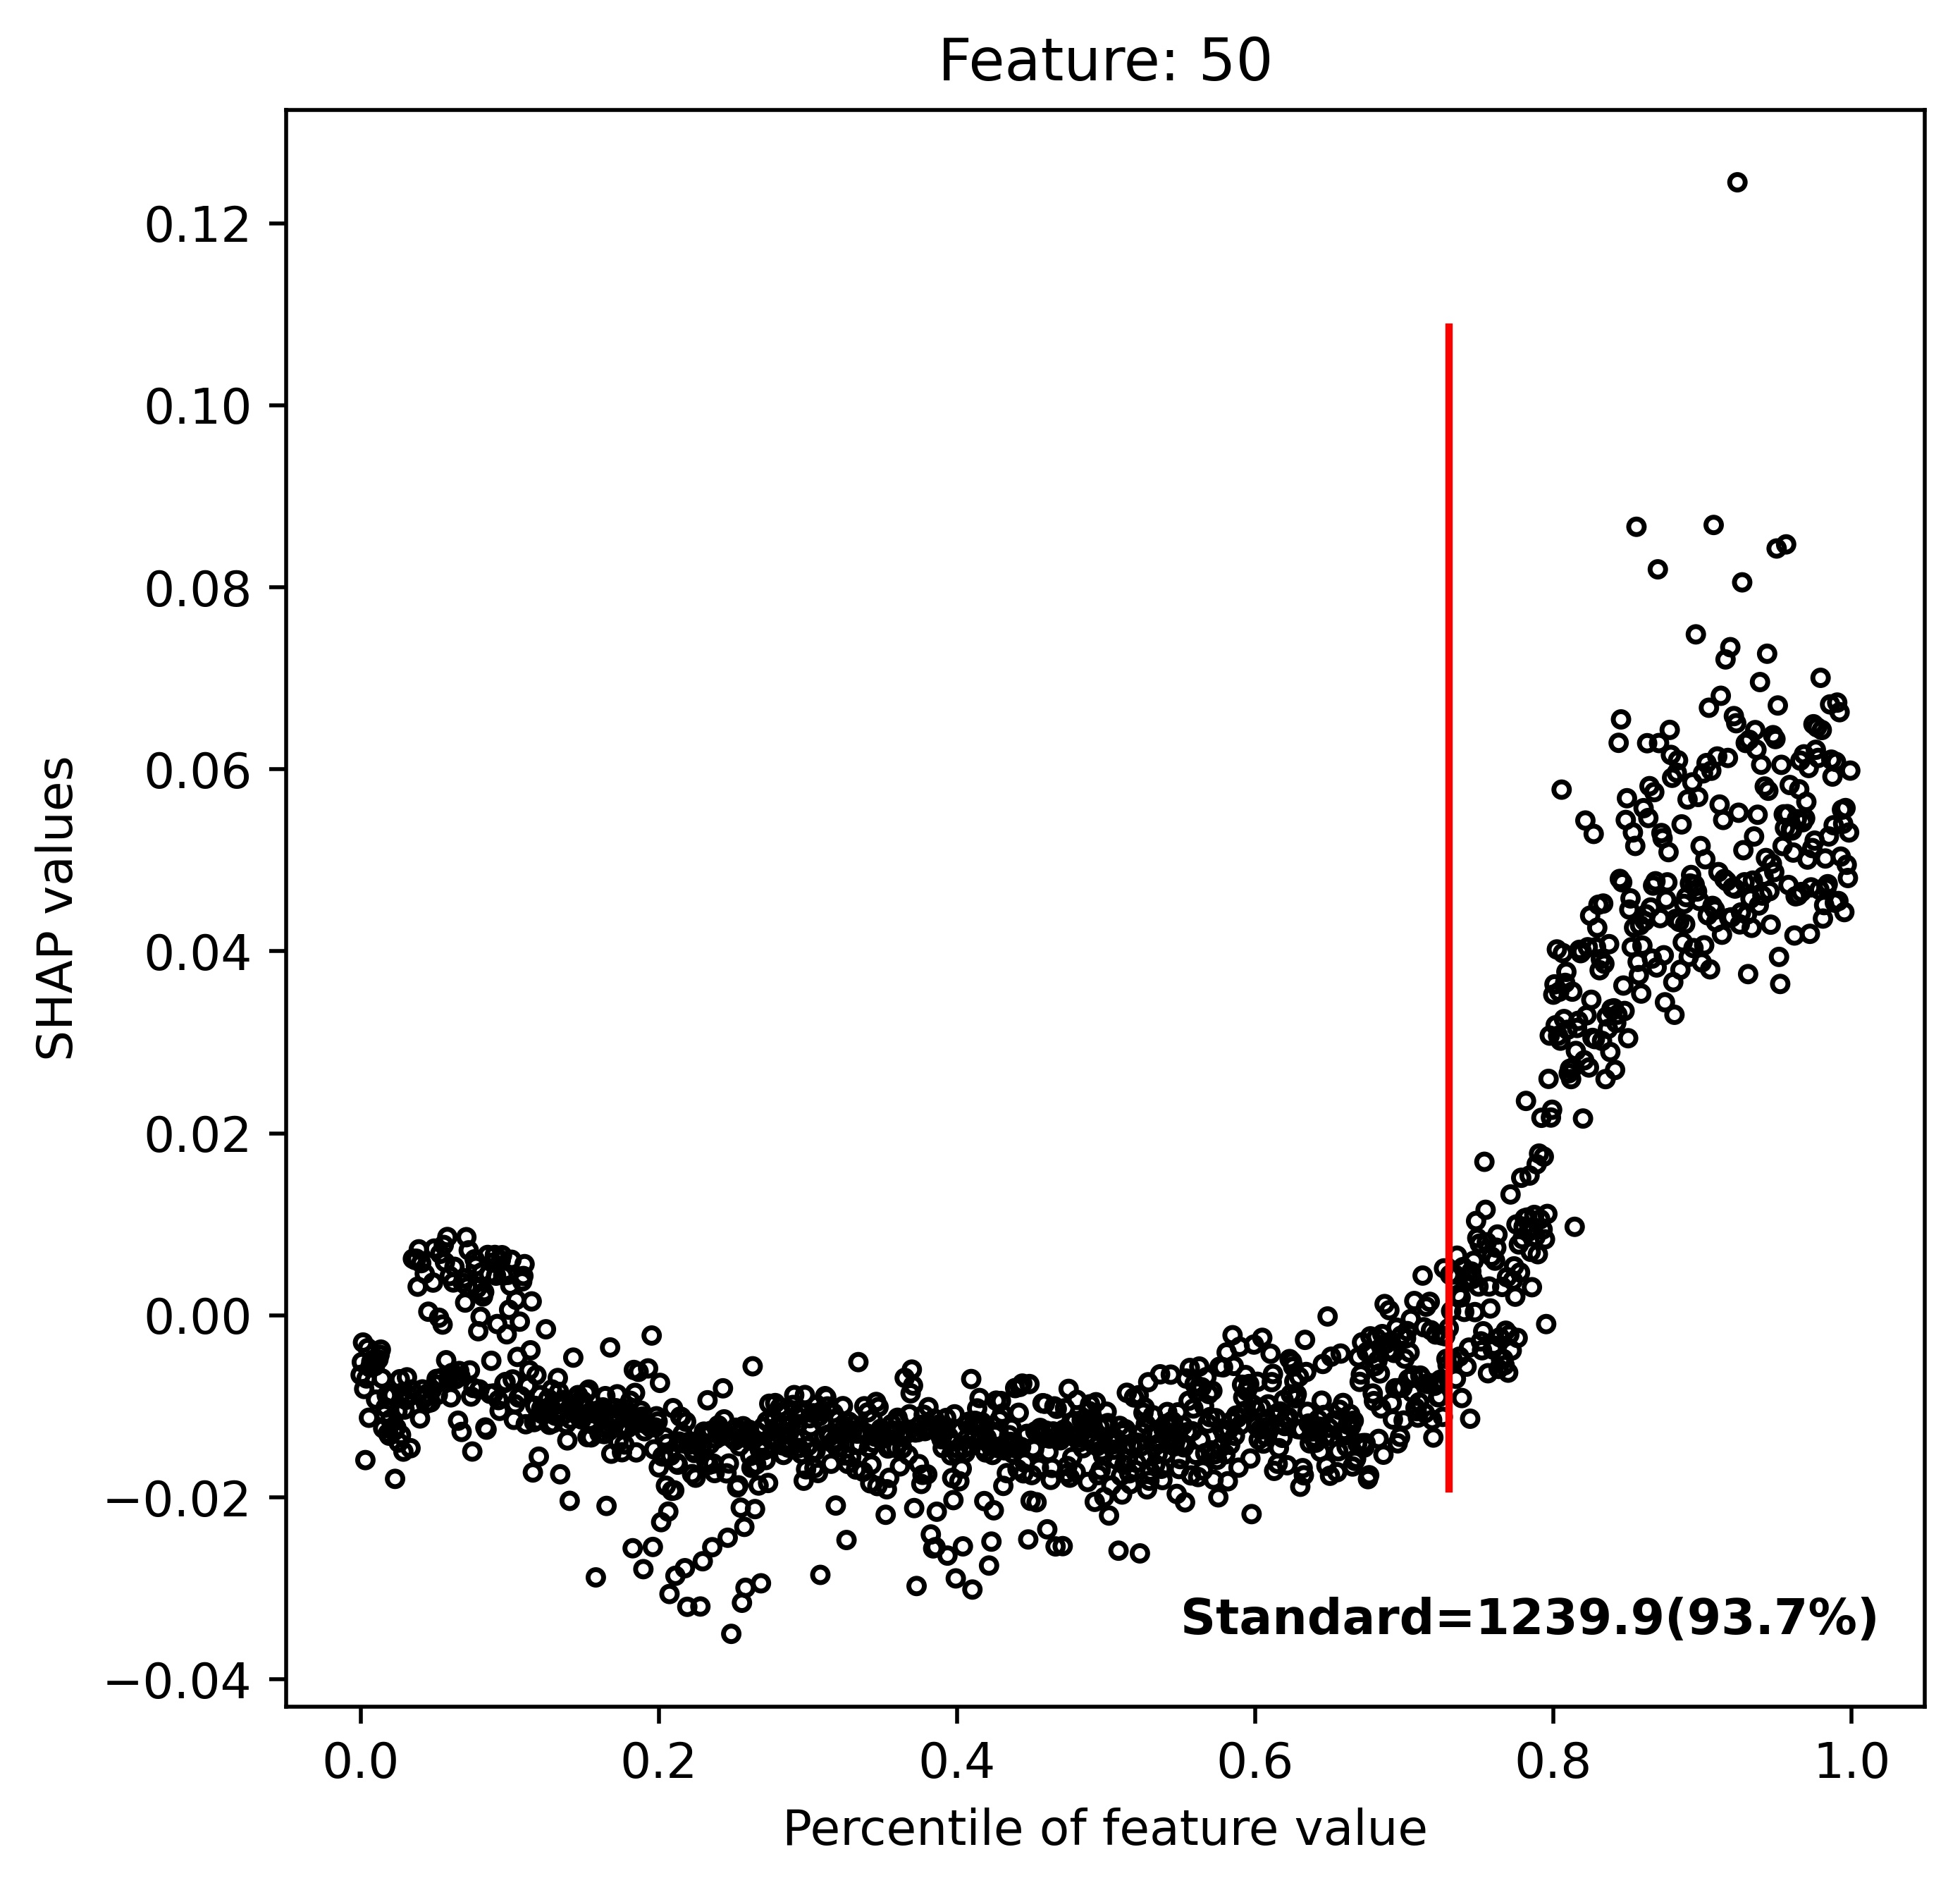 Feature: 50
0.12
0.10
0.08
0.06
0.04
0.02
0.00
−0.02
−0.04
SHAP values
Standard=1239.9(93.7%)
0.0 0.2 0.4 0.6 0.8 1.0
Percentile of feature value